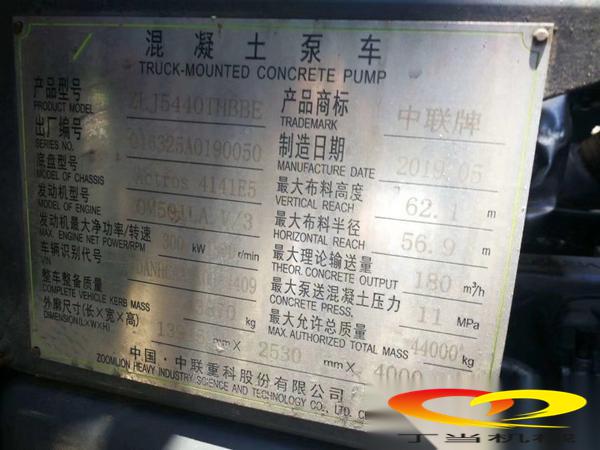 混凝土泵车
TRUCK-MOUNTED CONCRETE PUMP
产品型号 ZLJ5440THBBE
PRODUCT MODEL
产品商标 中联牌
TRADEMARK
出厂编号 016325A0190050
SERIES NO.
制造日期 2019.05
MANUFACTURE DATE
底盘型号 Actros 4141E5
MODEL OF CHASSIS
最大布料高度 62.1 m
VERTICAL REACH
发动机型号
MODEL OF ENGINE
最大布料半径 56.9 m
HORIZONTAL REACH
发动机最大净功率/转速 300 kW r/min
MAX. ENGINE NET POWER/RPM
最大理论输送量 180 m³/h
THEOR. CONCRETE OUTPUT
车辆识别代号
VIN
最大泵送混凝土压力 11 MPa
CONCRETE PRESS.
整车整备质量 kg
COMPLETE VEHICLE KERB MASS
最大允许总质量 44000
MAX. AUTHORIZED TOTAL MASS
外廓尺寸(长×宽×高) mm× 2530 mm× 4000
DIMENSION(L×W×H)
中国·中联重科股份有限公司
ZOOMLION HEAVY INDUSTRY SCIENCE AND TECHNOLOGY CO., LTD.
丁当机械